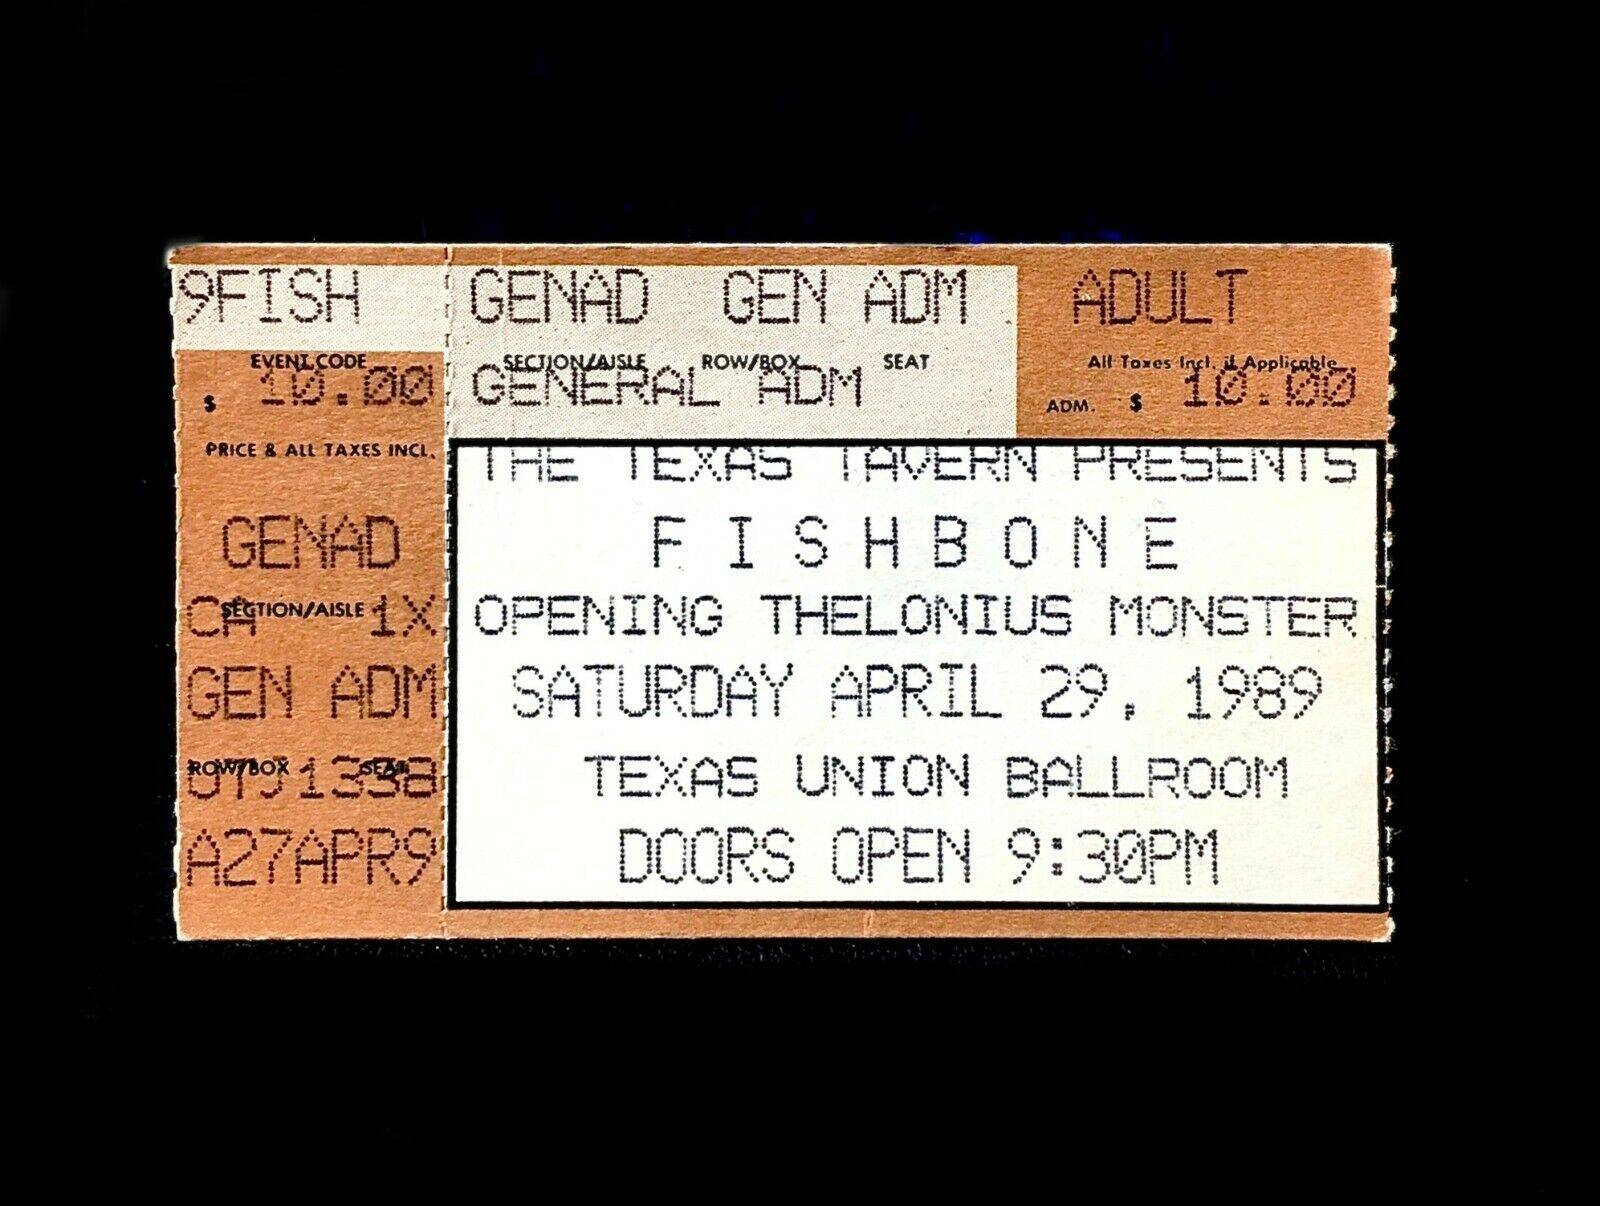 9FISH
EVENT CODE
$ 10.00
PRICE & ALL TAXES INCL.
GENAD
SECTION/AISLE
CA 1X
GEN ADM
ROW/BOX SEAT
A27APR9
GENAD GEN ADM ADULT
SECTION/AISLE ROW/BOX SEAT All Taxes Incl. if Applicable
GENERAL ADM ADM. $ 10.00
THE TEXAS TAVERN PRESENTS
F I S H B O N E
OPENING THELONIUS MONSTER
SATURDAY APRIL 29, 1989
TEXAS UNION BALLROOM
DOORS OPEN 9:30PM